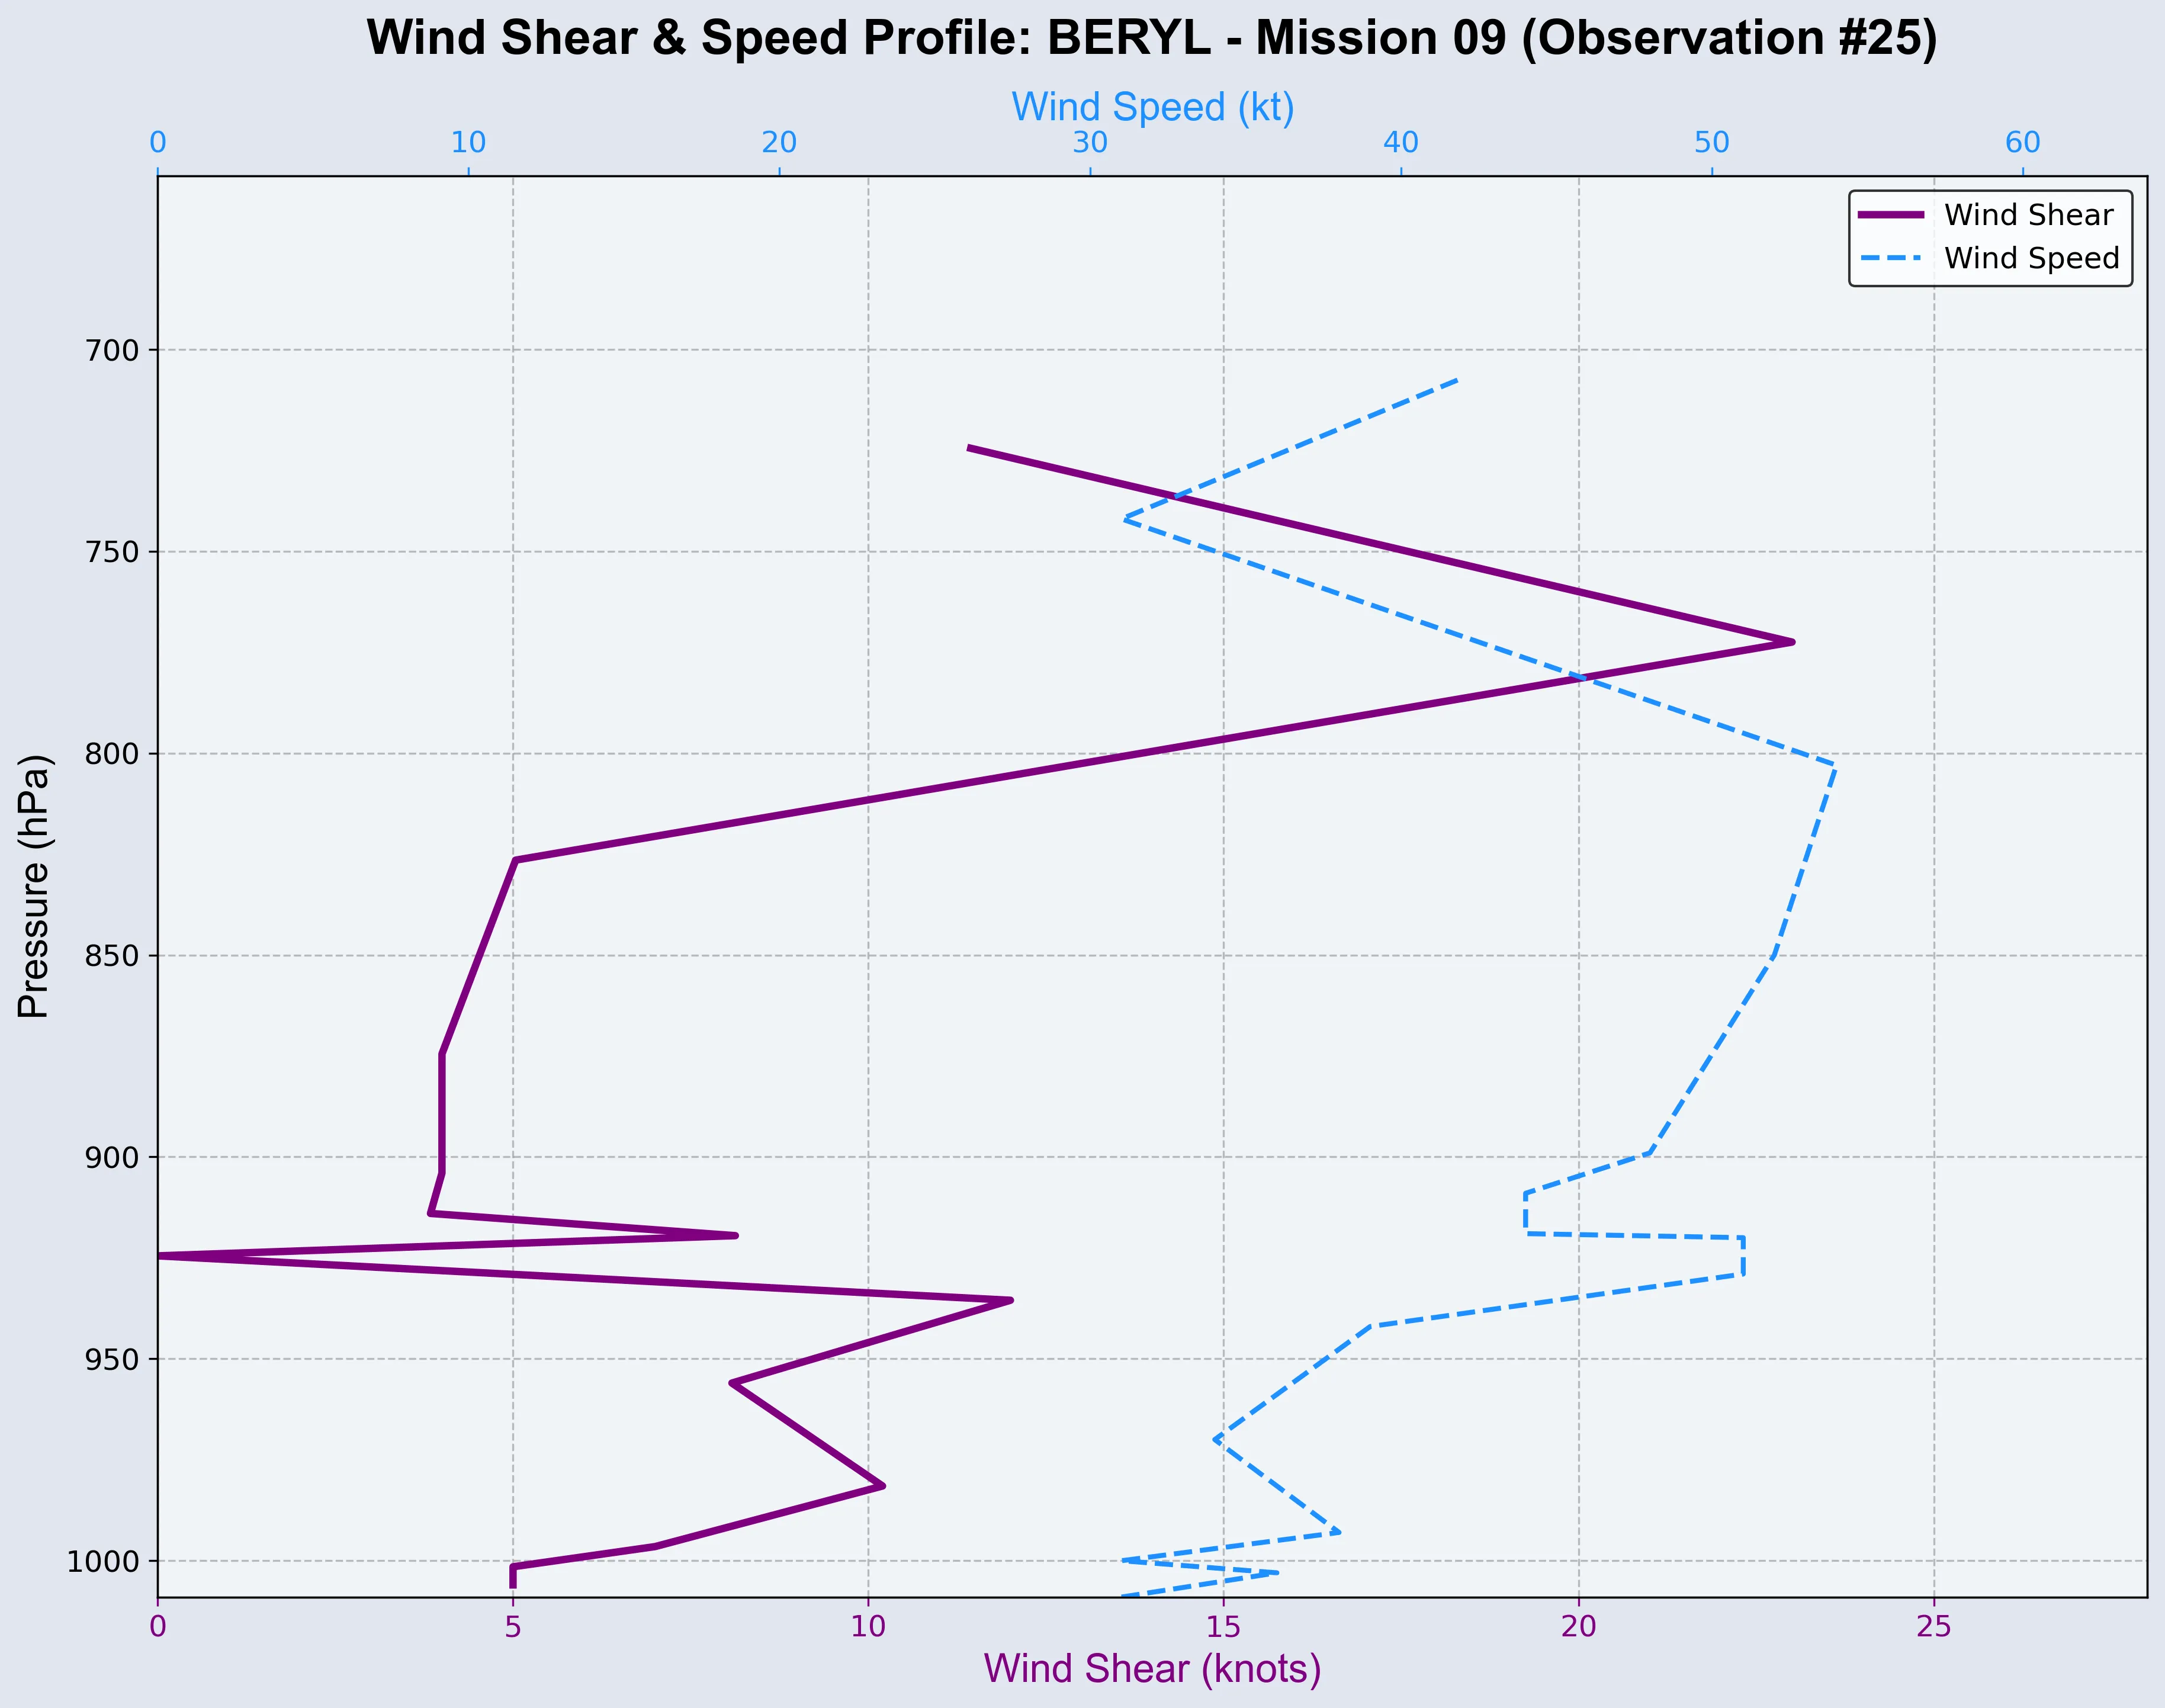 Wind Shear & Speed Profile: BERYL - Mission 09 (Observation #25)
Wind Speed (kt)
0 10 20 30 40 50 60
Wind Shear
Wind Speed
700
750
800
850
900
950
1000
Pressure (hPa)
0 5 10 15 20 25
Wind Shear (knots)